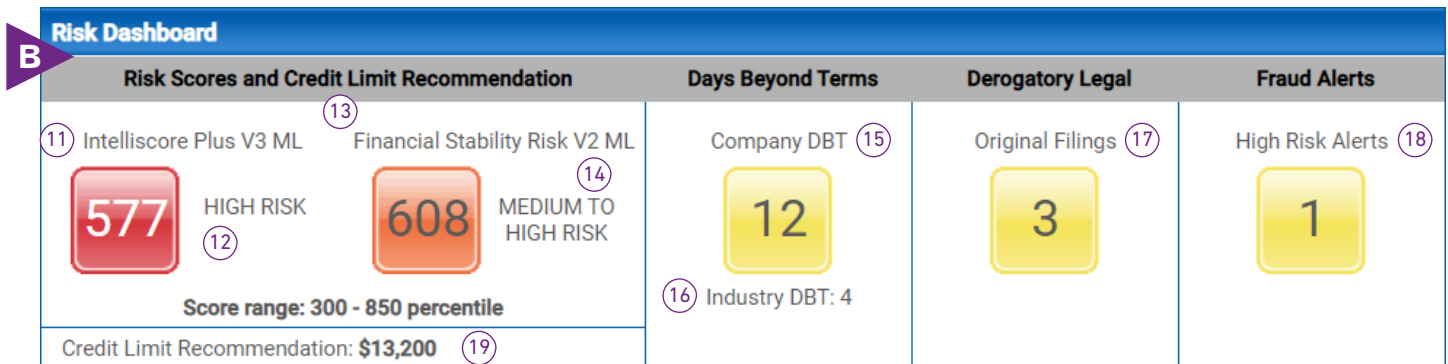 B
Risk Dashboard
Risk Scores and Credit Limit Recommendation
Days Beyond Terms
Derogatory Legal
Fraud Alerts
13
11 Intelliscore Plus V3 ML
Financial Stability Risk V2 ML
14
577
HIGH RISK
12
608
MEDIUM TO
HIGH RISK
Score range: 300 - 850 percentile
Credit Limit Recommendation: $13,200 19
Company DBT 15
12
16 Industry DBT: 4
Original Filings 17
3
High Risk Alerts 18
1